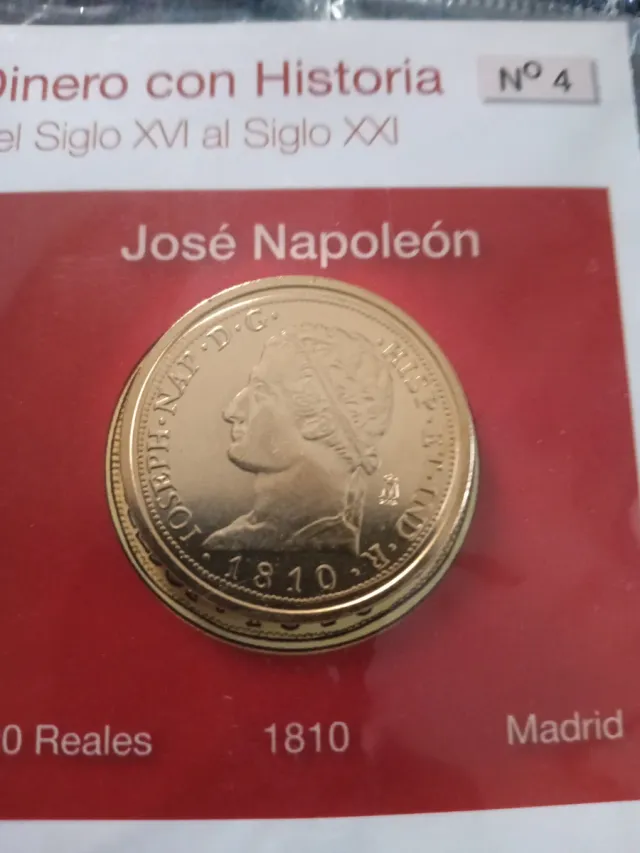 Dinero con Historia
Nº 4
el Siglo XVI al Siglo XXI
José Napoleón
IOSEPH·NAP·D·G· HISP·ET·IND·R·
·1810·
0 Reales
1810
Madrid